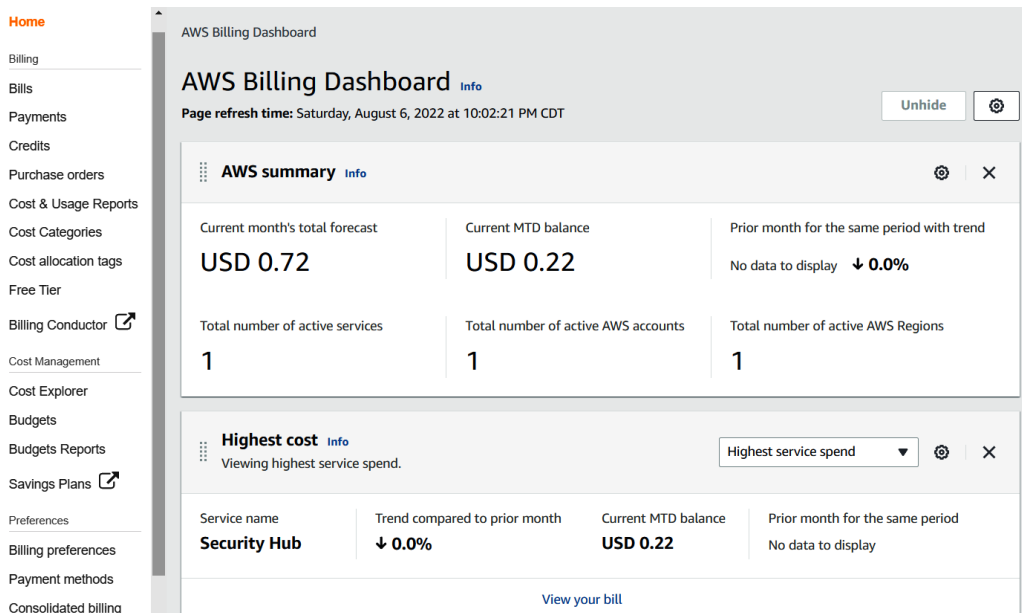 Home
Billing
Bills
Payments
Credits
Purchase orders
Cost & Usage Reports
Cost Categories
Cost allocation tags
Free Tier
Billing Conductor
Cost Management
Cost Explorer
Budgets
Budgets Reports
Savings Plans
Preferences
Billing preferences
Payment methods
Consolidated billing
AWS Billing Dashboard
AWS Billing Dashboard Info
Page refresh time: Saturday, August 6, 2022 at 10:02:21 PM CDT
Unhide
AWS summary Info
Current month's total forecast
USD 0.72
Current MTD balance
USD 0.22
Prior month for the same period with trend
No data to display ↓ 0.0%
Total number of active services
1
Total number of active AWS accounts
1
Total number of active AWS Regions
1
Highest cost Info
Viewing highest service spend.
Highest service spend
Service name
Security Hub
Trend compared to prior month
↓ 0.0%
Current MTD balance
USD 0.22
Prior month for the same period
No data to display
View your bill